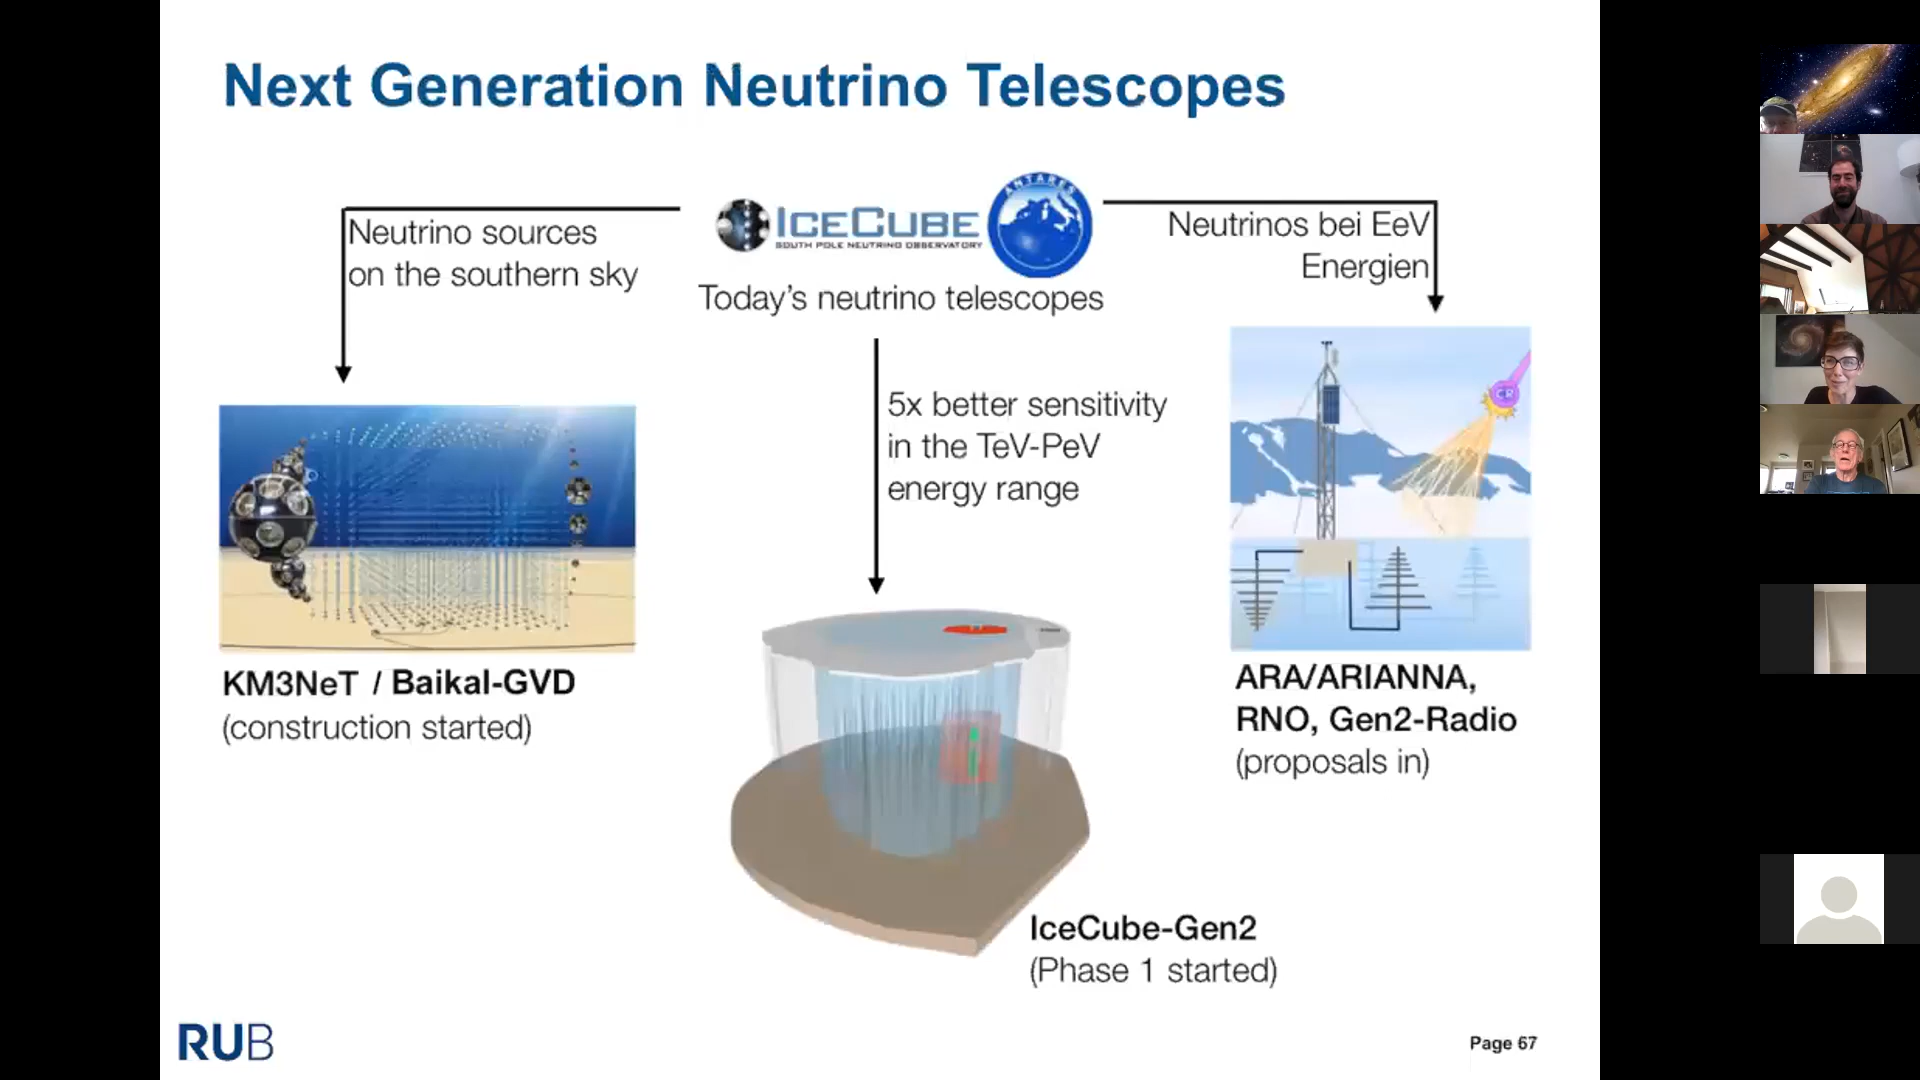 Next Generation Neutrino Telescopes
Neutrino sources
on the southern sky
ICECUBE
SOUTH POLE NEUTRINO OBSERVATORY
ANTARES
Today's neutrino telescopes
Neutrinos bei EeV
Energien
5x better sensitivity
in the TeV-PeV
energy range
CR
KM3NeT / Baikal-GVD
(construction started)
ARA/ARIANNA,
RNO, Gen2-Radio
(proposals in)
IceCube-Gen2
(Phase 1 started)
RUB
Page 67